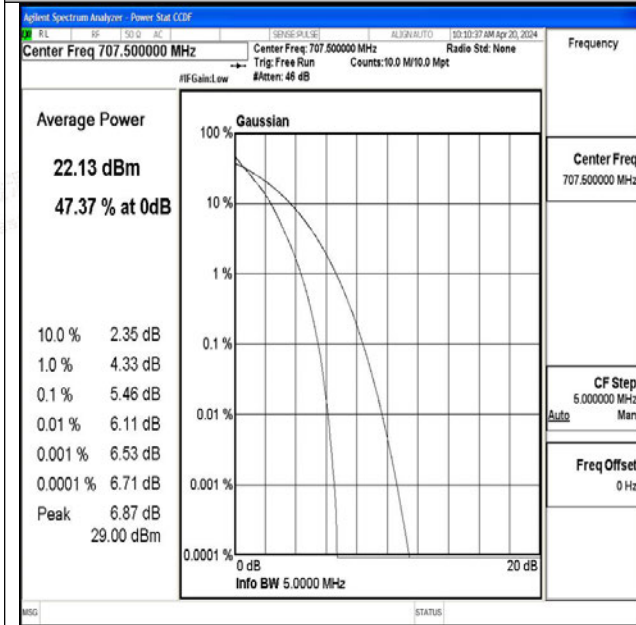 Agilent Spectrum Analyzer - Power Stat CCDF
RL RF 50 Ω AC SENSE:PULSE ALIGN AUTO 10:10:37 AM Apr 20, 2024
Center Freq 707.500000 MHz
Center Freq: 707.500000 MHz Radio Std: None
Trig: Free Run Counts:10.0 M/10.0 Mpt
#IFGain:Low #Atten: 46 dB
Frequency
Average Power
22.13 dBm
47.37 % at 0dB
10.0 % 2.35 dB
1.0 % 4.33 dB
0.1 % 5.46 dB
0.01 % 6.11 dB
0.001 % 6.53 dB
0.0001 % 6.71 dB
Peak 6.87 dB
29.00 dBm
Gaussian
100 %
10 %
1 %
0.1 %
0.01 %
0.001 %
0.0001 %
0 dB 20 dB
Info BW 5.0000 MHz
Center Freq
707.500000 MHz
CF Step
5.000000 MHz
Auto Man
Freq Offset
0 Hz
MSG STATUS